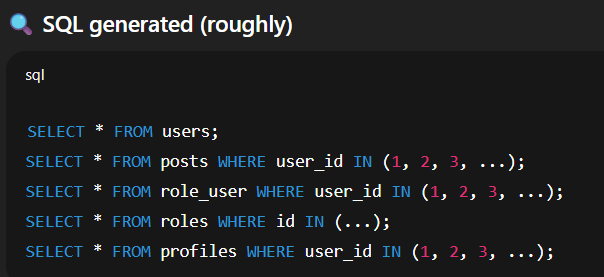 🔍 SQL generated (roughly)
sql
SELECT * FROM users;
SELECT * FROM posts WHERE user_id IN (1, 2, 3, ...);
SELECT * FROM role_user WHERE user_id IN (1, 2, 3, ...);
SELECT * FROM roles WHERE id IN (...);
SELECT * FROM profiles WHERE user_id IN (1, 2, 3, ...);